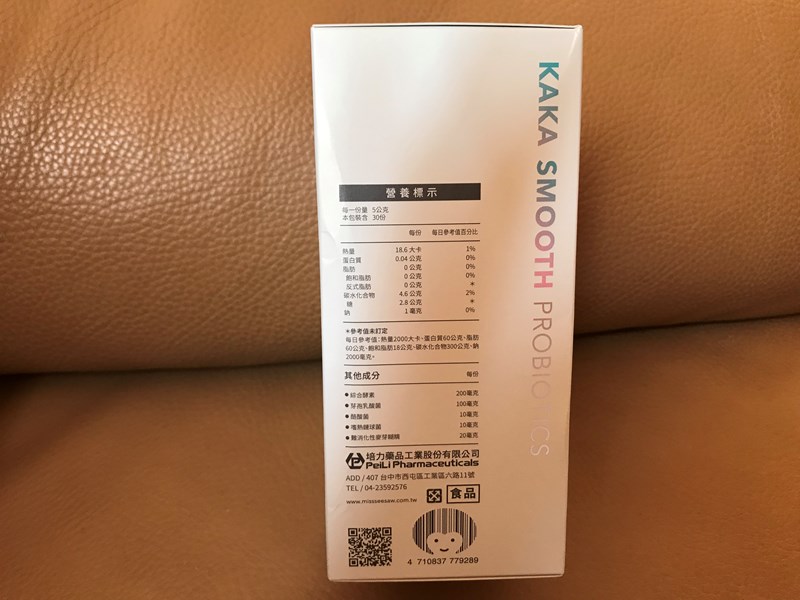 KAKA SMOOTH PROBIOTICS
營養標示
每一份量 5公克
本包裝含 30份
每份 每日參考值百分比
熱量 18.6 大卡 1%
蛋白質 0.04 公克 0%
脂肪 0 公克 0%
飽和脂肪 0 公克 0%
反式脂肪 0 公克 *
碳水化合物 4.6 公克 2%
糖 2.8 公克 *
鈉 1 毫克 0%
*參考值未訂定
每日參考值:熱量2000大卡、蛋白質60公克、脂肪
60公克、飽和脂肪18公克、碳水化合物300公克、鈉
2000毫克。
其他成分 每份
●綜合酵素 200毫克
●芽孢乳酸菌 100毫克
●酪酸菌 10毫克
●嗜熱鏈球菌 10毫克
●難消化性麥芽糊精 20毫克
培力藥品工業股份有限公司
PeiLi Pharmaceuticals
ADD / 407 台中市西屯區工業區六路11號
TEL / 04-23592576
www.missseesaw.com.tw
食品
4 710837 779289